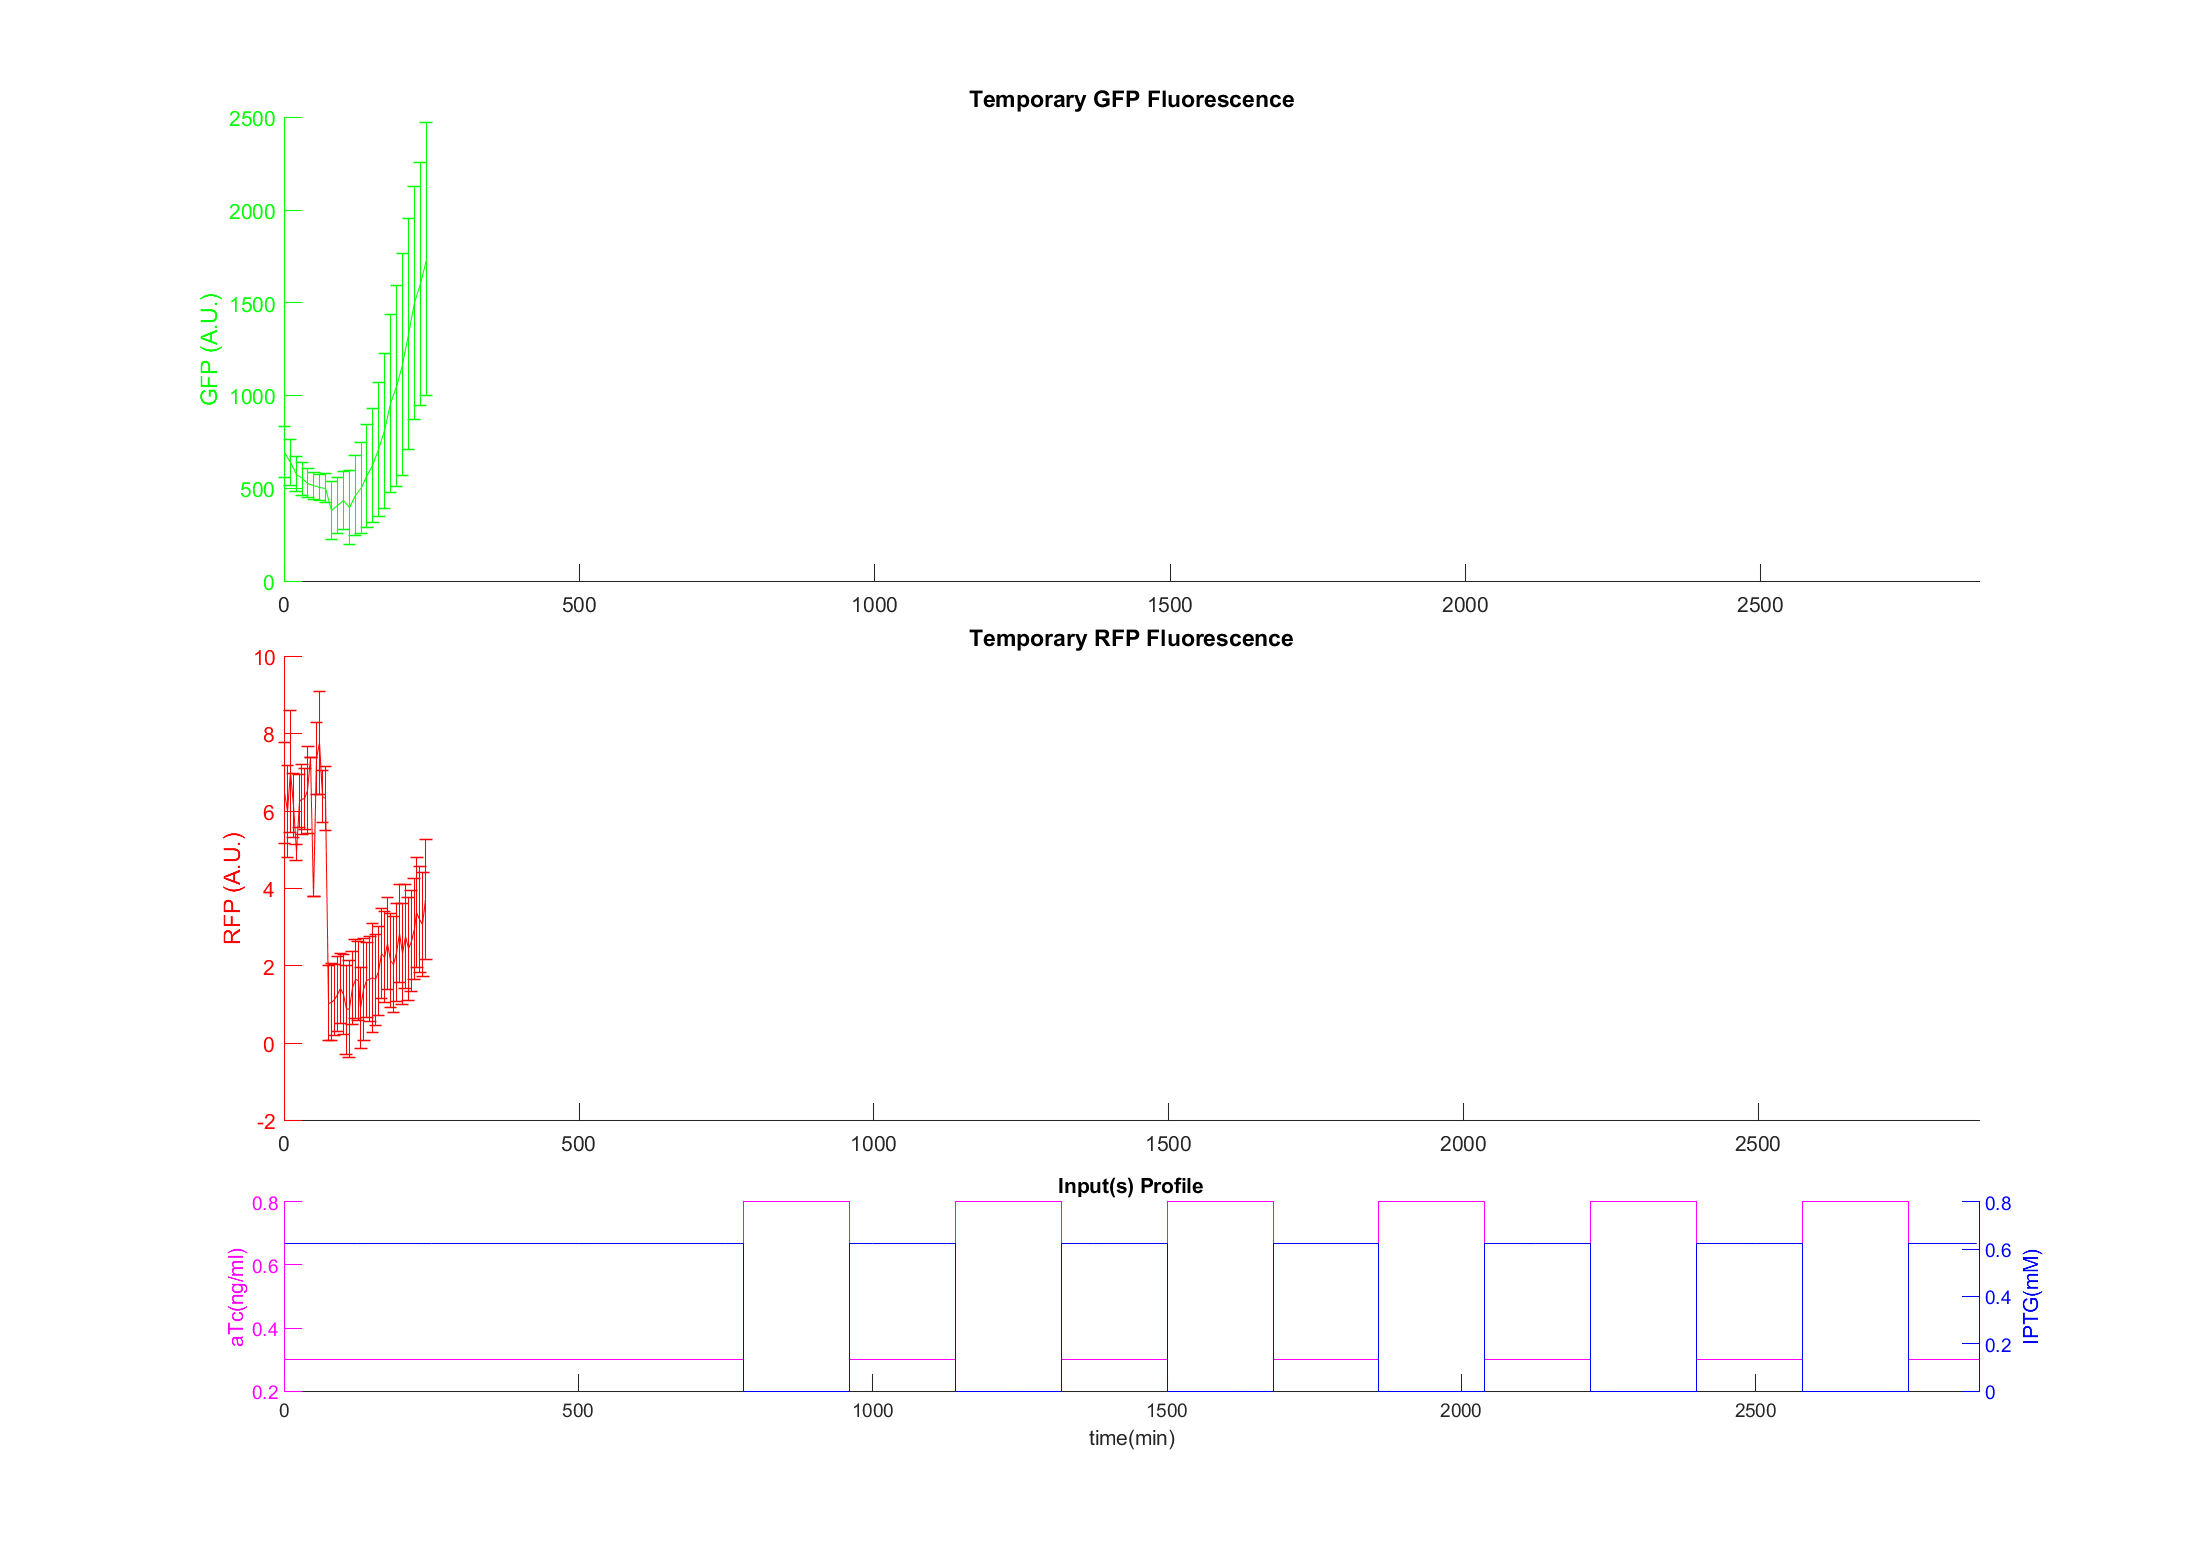 Temporary GFP Fluorescence
2500
2000
1500
1000
500
0
GFP (A.U.)
0 500 1000 1500 2000 2500
Temporary RFP Fluorescence
10
8
6
4
2
0
-2
RFP (A.U.)
0 500 1000 1500 2000 2500
Input(s) Profile
0.8
0.6
0.4
0.2
aTc(ng/ml)
0.8
0.6
0.4
0.2
0
IPTG(mM)
0 500 1000 1500 2000 2500
time(min)